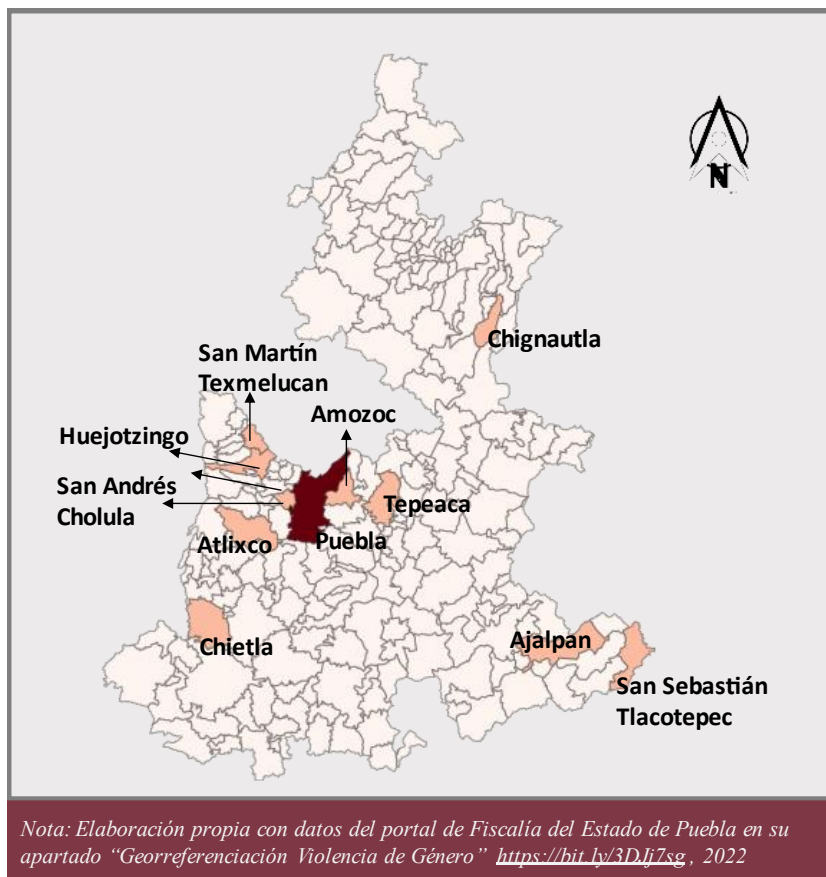 N
Chignautla
San Martín
Texmelucan
Amozoc
Huejotzingo
San Andrés
Cholula
Tepeaca
Atlixco
Puebla
Chietla
Ajalpan
San Sebastián
Tlacotepec
Nota: Elaboración propia con datos del portal de Fiscalía del Estado de Puebla en su
apartado “Georreferenciación Violencia de Género” https://bit.ly/3DJj7sg , 2022